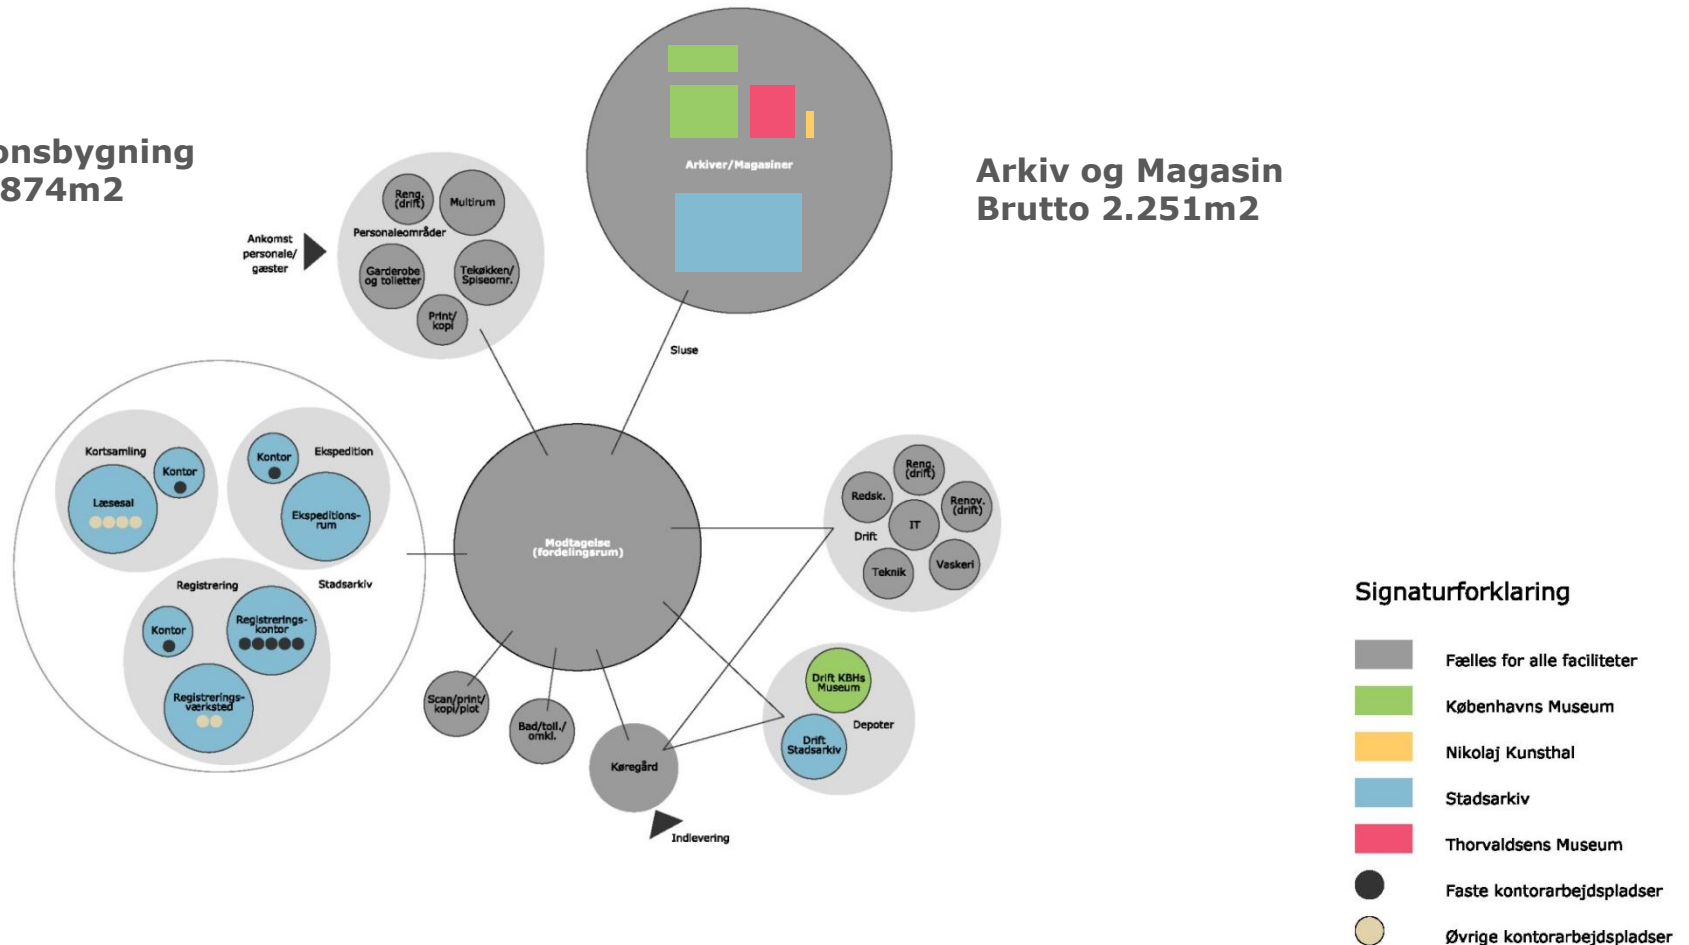 onsbygning
874m2
Arkiver/Magasiner
Arkiv og Magasin
Brutto 2.251m2
Ankomst
personale/
gæster
Reng.
(drift)
Multirum
Personaleområder
Garderobe
og toiletter
Tekøkken/
Spiseomr.
Print/
kopi
Sluse
Kortsamling
Kontor
Læsesal
Kontor
Ekspedition
Ekspeditions-
rum
Registrering
Stadsarkiv
Kontor
Registrerings-
kontor
Registrerings-
værksted
Modtagelse
(fordelingsrum)
Reng.
(drift)
Redsk.
Renov.
(drift)
IT
Drift
Teknik
Vaskeri
Drift KBHs
Museum
Depoter
Drift
Stadsarkiv
Scan/print/
kopi/plot
Bad/toil./
omkl.
Køregård
Indlevering
Signaturforklaring
Fælles for alle faciliteter
Københavns Museum
Nikolaj Kunsthal
Stadsarkiv
Thorvaldsens Museum
Faste kontorarbejdspladser
Øvrige kontorarbejdspladser